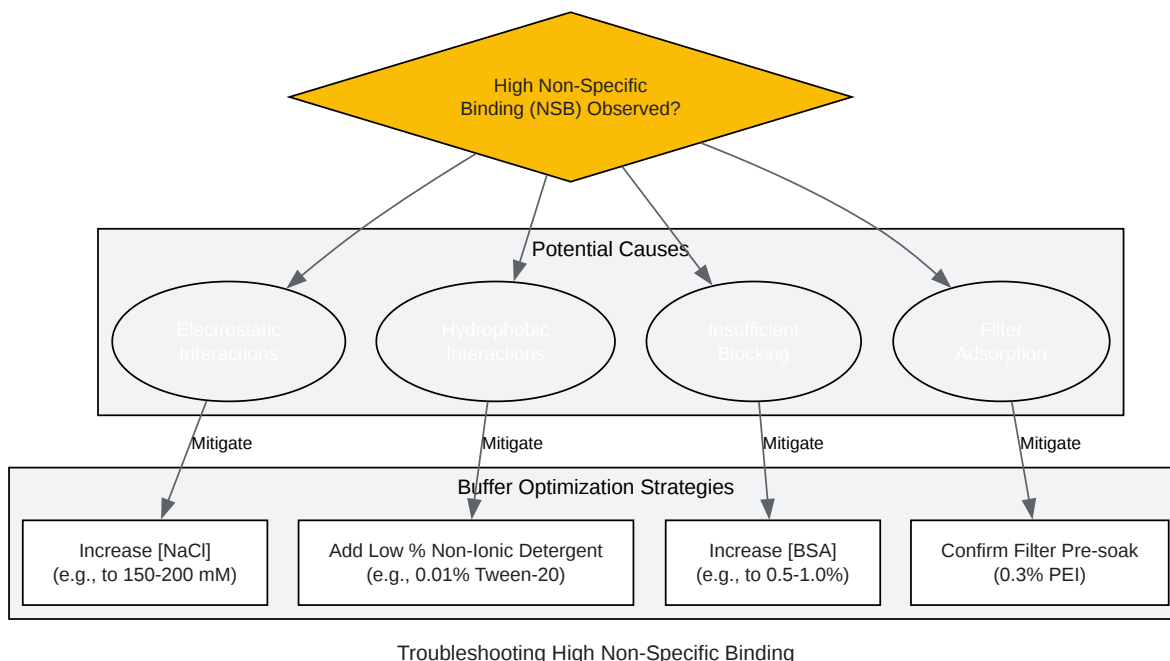 High Non-Specific
Binding (NSB) Observed?
Potential Causes
Electrostatic
Interactions
Hydrophobic
Interactions
Insufficient
Blocking
Filter
Adsorption
Mitigate
Mitigate
Mitigate
Mitigate
Buffer Optimization Strategies
Increase [NaCl]
(e.g., to 150-200 mM)
Add Low % Non-Ionic Detergent
(e.g., 0.01% Tween-20)
Increase [BSA]
(e.g., to 0.5-1.0%)
Confirm Filter Pre-soak
(0.3% PEI)
Troubleshooting High Non-Specific Binding